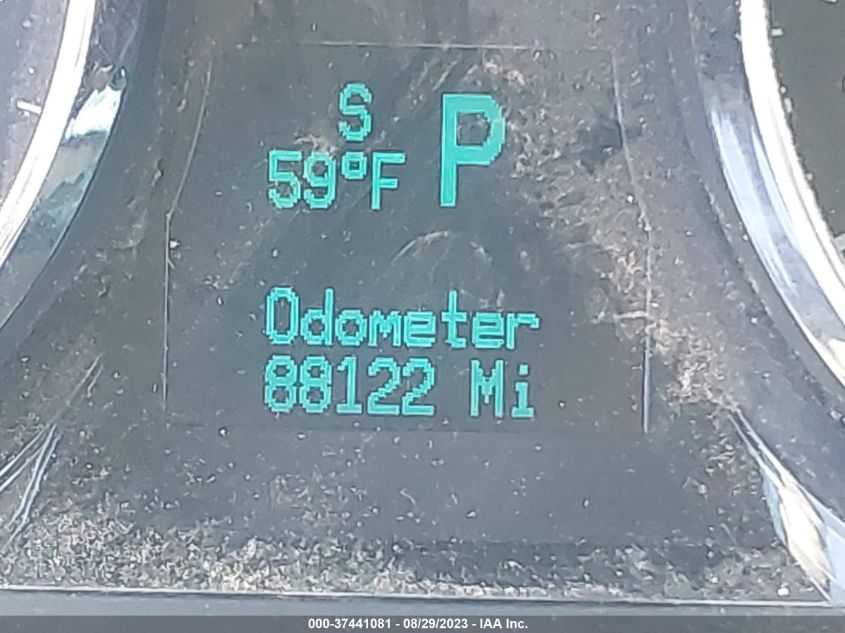 S
59°F P
Odometer
88122 Mi
000-37441081 - 08/29/2023 - IAA Inc.